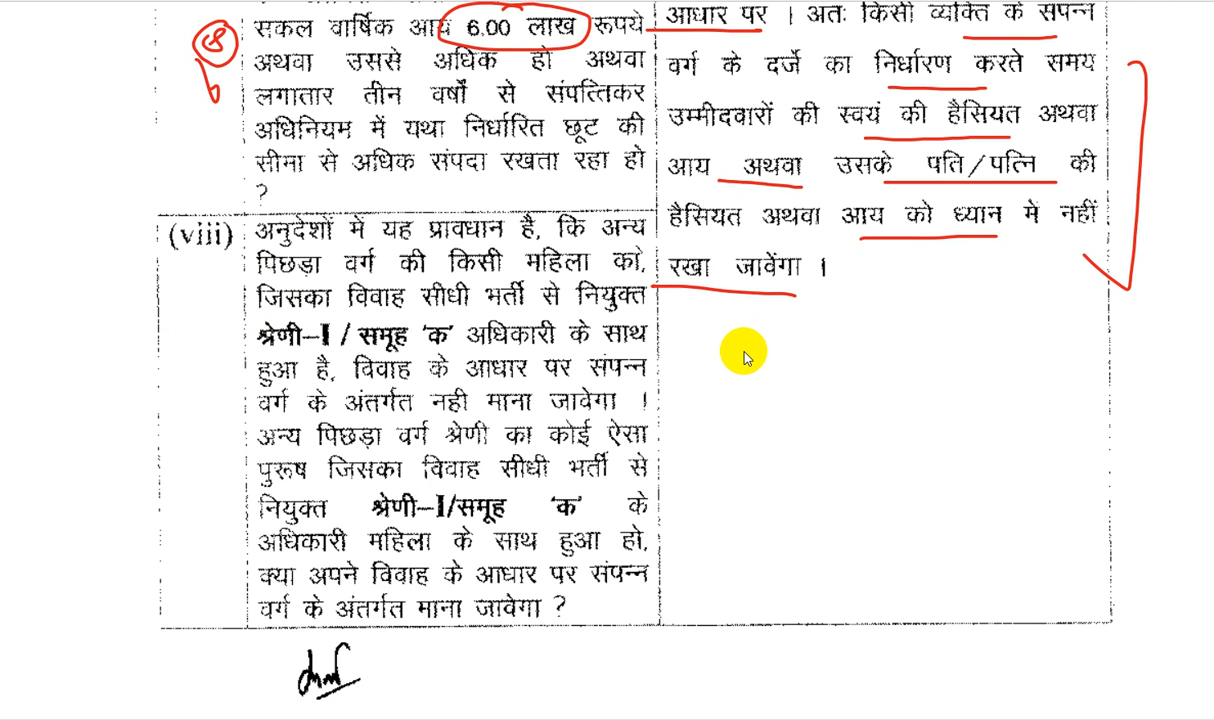 सकल वार्षिक आय 6.00 लाख रूपये
अथवा उससे अधिक हो अथवा
लगातार तीन वर्षों से संपत्तिकर
अधिनियम में यथा निर्धारित छूट की
सीमा से अधिक संपदा रखता रहा हो
?
आधार पर । अतः किसी व्यक्ति के संपन्न
वर्ग के दर्जे का निर्धारण करते समय
उम्मीदवारों की स्वयं की हैसियत अथवा
आय अथवा उसके पति/पत्नि की
हैसियत अथवा आय को ध्यान में नहीं
रखा जावेंगा ।
(viii)
अनुदेशों में यह प्रावधान है, कि अन्य
पिछड़ा वर्ग की किसी महिला को,
जिसका विवाह सीधी भर्ती से नियुक्त
श्रेणी–I / समूह ‘क’ अधिकारी के साथ
हुआ है, विवाह के आधार पर संपन्न
वर्ग के अंतर्गत नही माना जावेगा ।
अन्य पिछड़ा वर्ग श्रेणी का कोई ऐसा
पुरूष जिसका विवाह सीधी भर्ती से
नियुक्त श्रेणी–I/समूह ‘क’ के
अधिकारी महिला के साथ हुआ हो,
क्या अपने विवाह के आधार पर संपन्न
वर्ग के अंतर्गत माना जावेगा ?